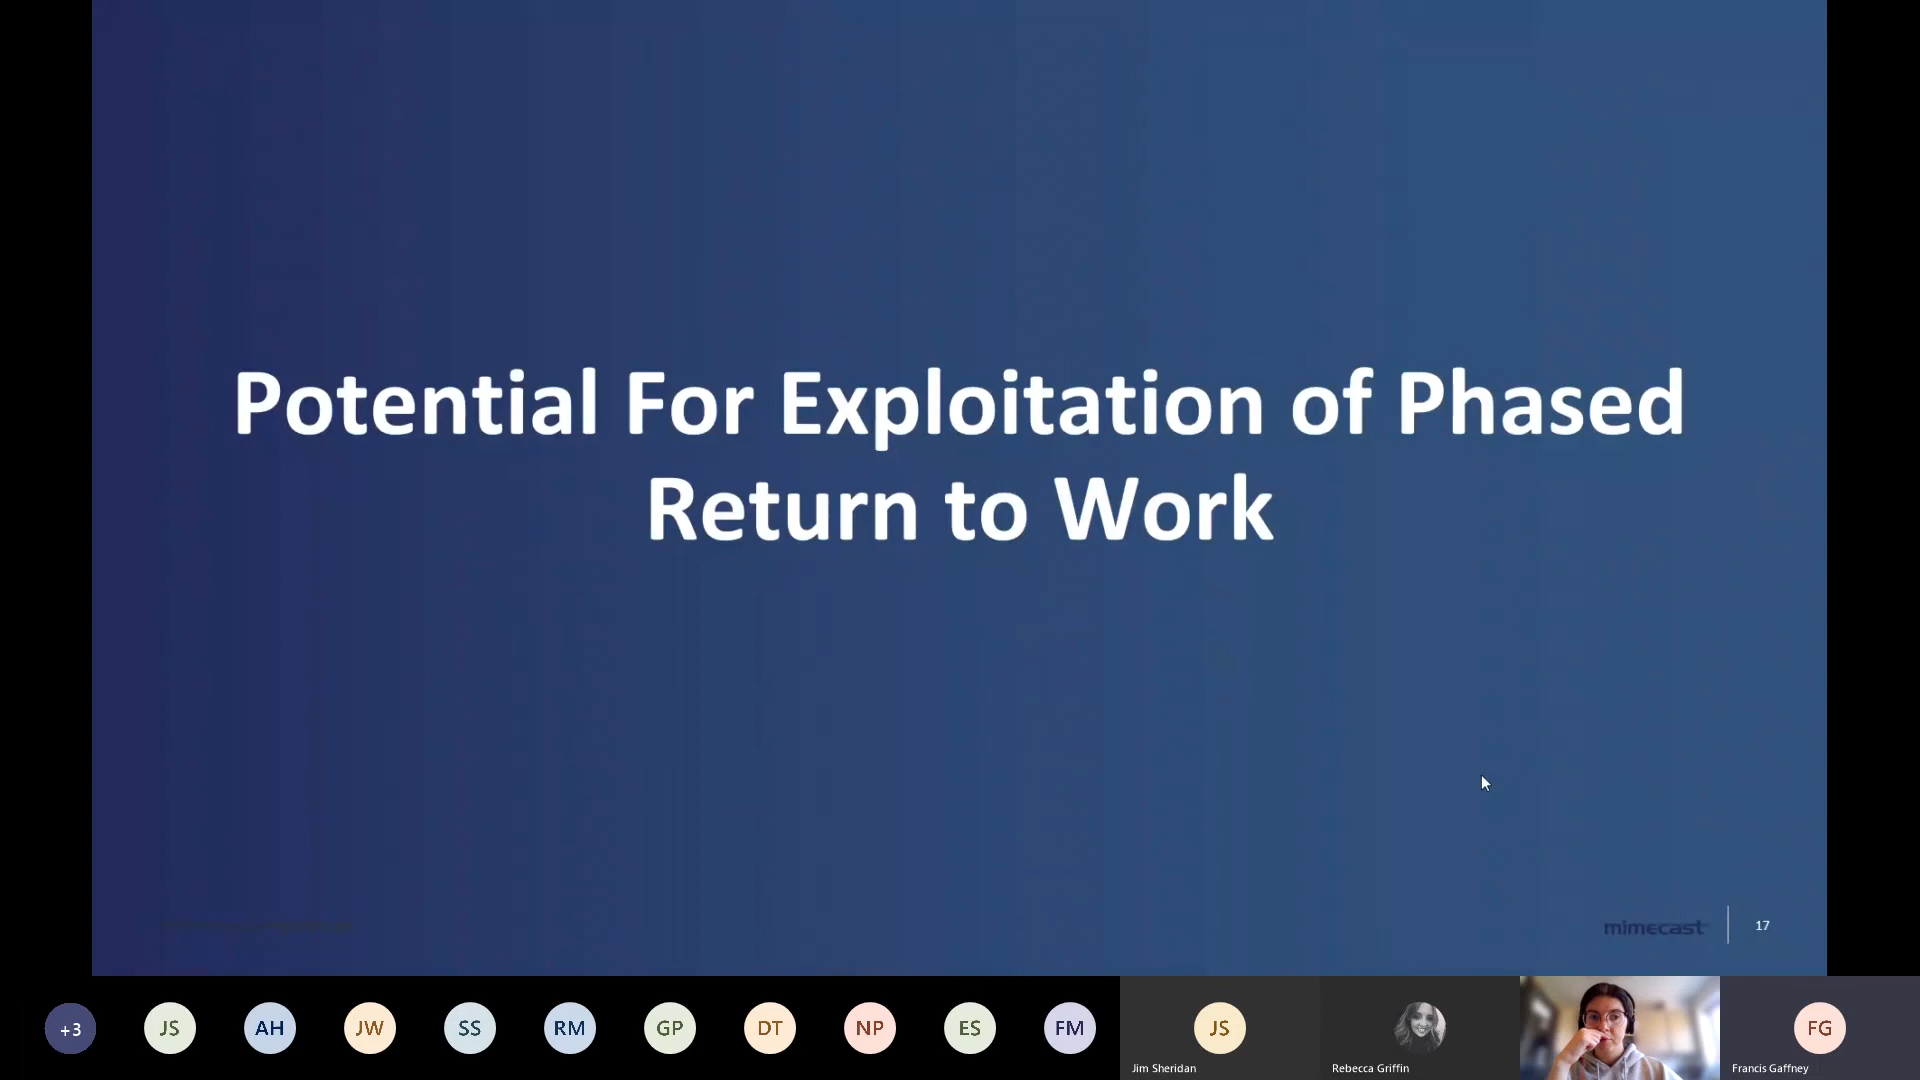 Potential For Exploitation of Phased
Return to Work
mimecast
17
+3
JS
AH
JW
SS
RM
GP
DT
NP
ES
FM
JS
FG
Jim Sheridan
Rebecca Griffin
Francis Gaffney